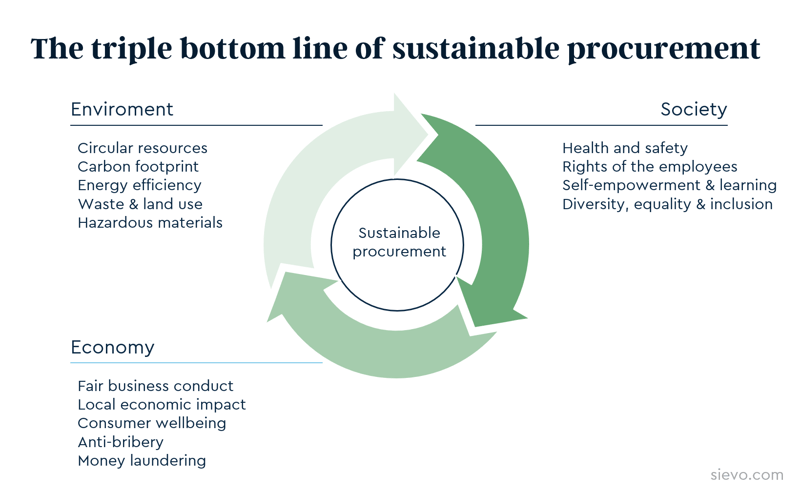 The triple bottom line of sustainable procurement
Enviroment
Circular resources
Carbon footprint
Energy efficiency
Waste & land use
Hazardous materials
Society
Health and safety
Rights of the employees
Self-empowerment & learning
Diversity, equality & inclusion
Sustainable
procurement
Economy
Fair business conduct
Local economic impact
Consumer wellbeing
Anti-bribery
Money laundering
sievo.com